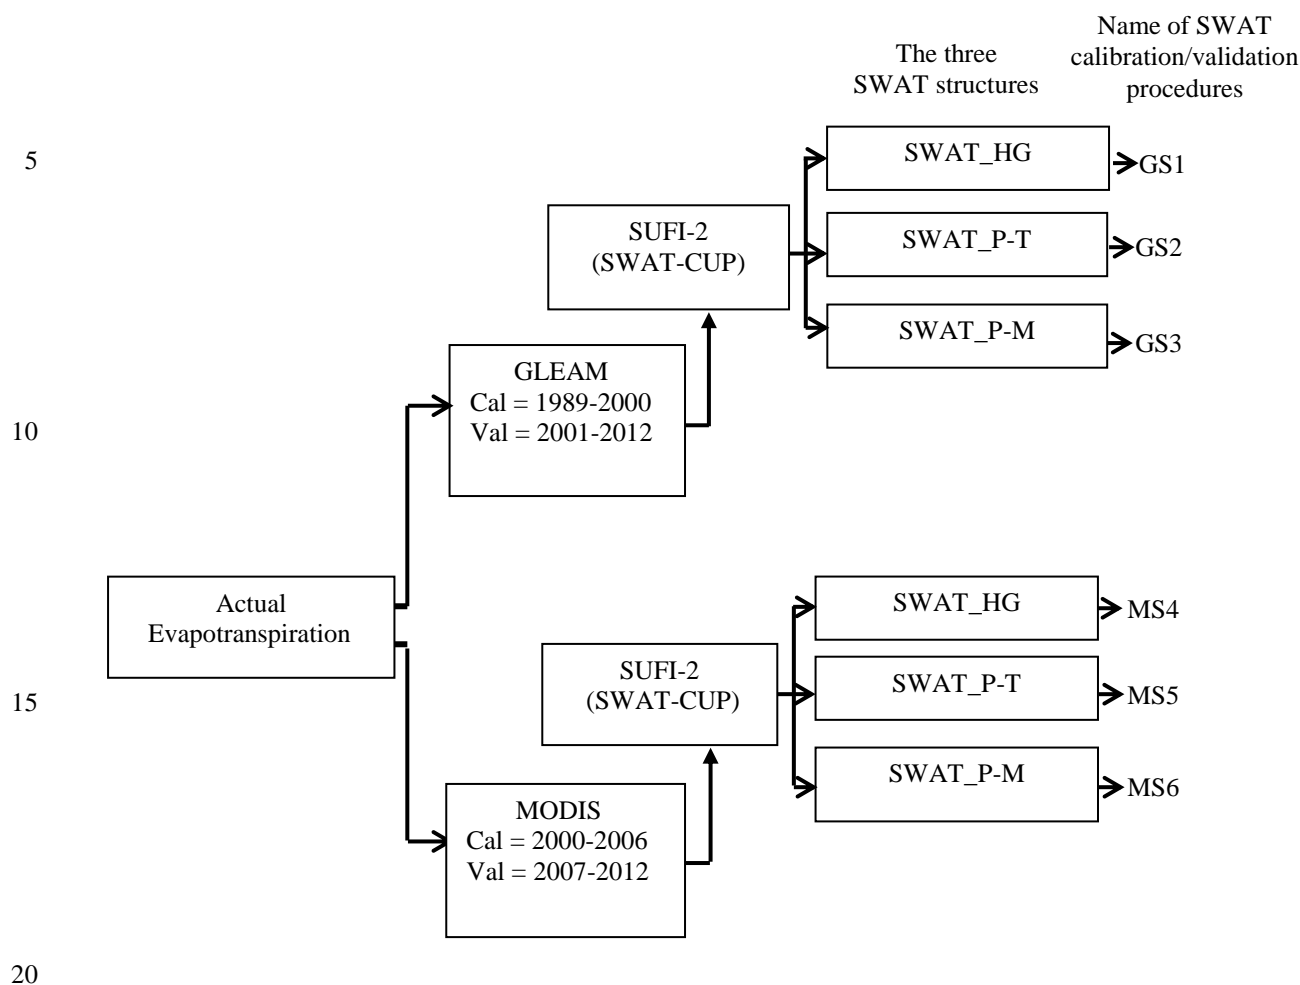 Name of SWAT
calibration/validation
procedures
The three
SWAT structures
5
SWAT_HG
GS1
SUFI-2
(SWAT-CUP)
SWAT_P-T
GS2
SWAT_P-M
GS3
GLEAM
Cal = 1989-2000
Val = 2001-2012
10
Actual
Evapotranspiration
SWAT_HG
MS4
SUFI-2
(SWAT-CUP)
SWAT_P-T
MS5
15
SWAT_P-M
MS6
MODIS
Cal = 2000-2006
Val = 2007-2012
20